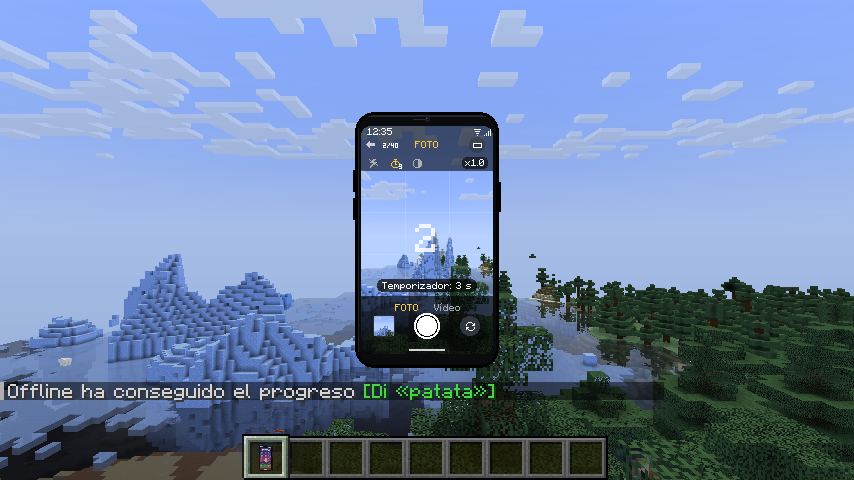 12:35
2/40 FOTO
3 x1.0
2
Temporizador: 3 s
FOTO Vídeo
Offline ha conseguido el progreso [Di «patata»]